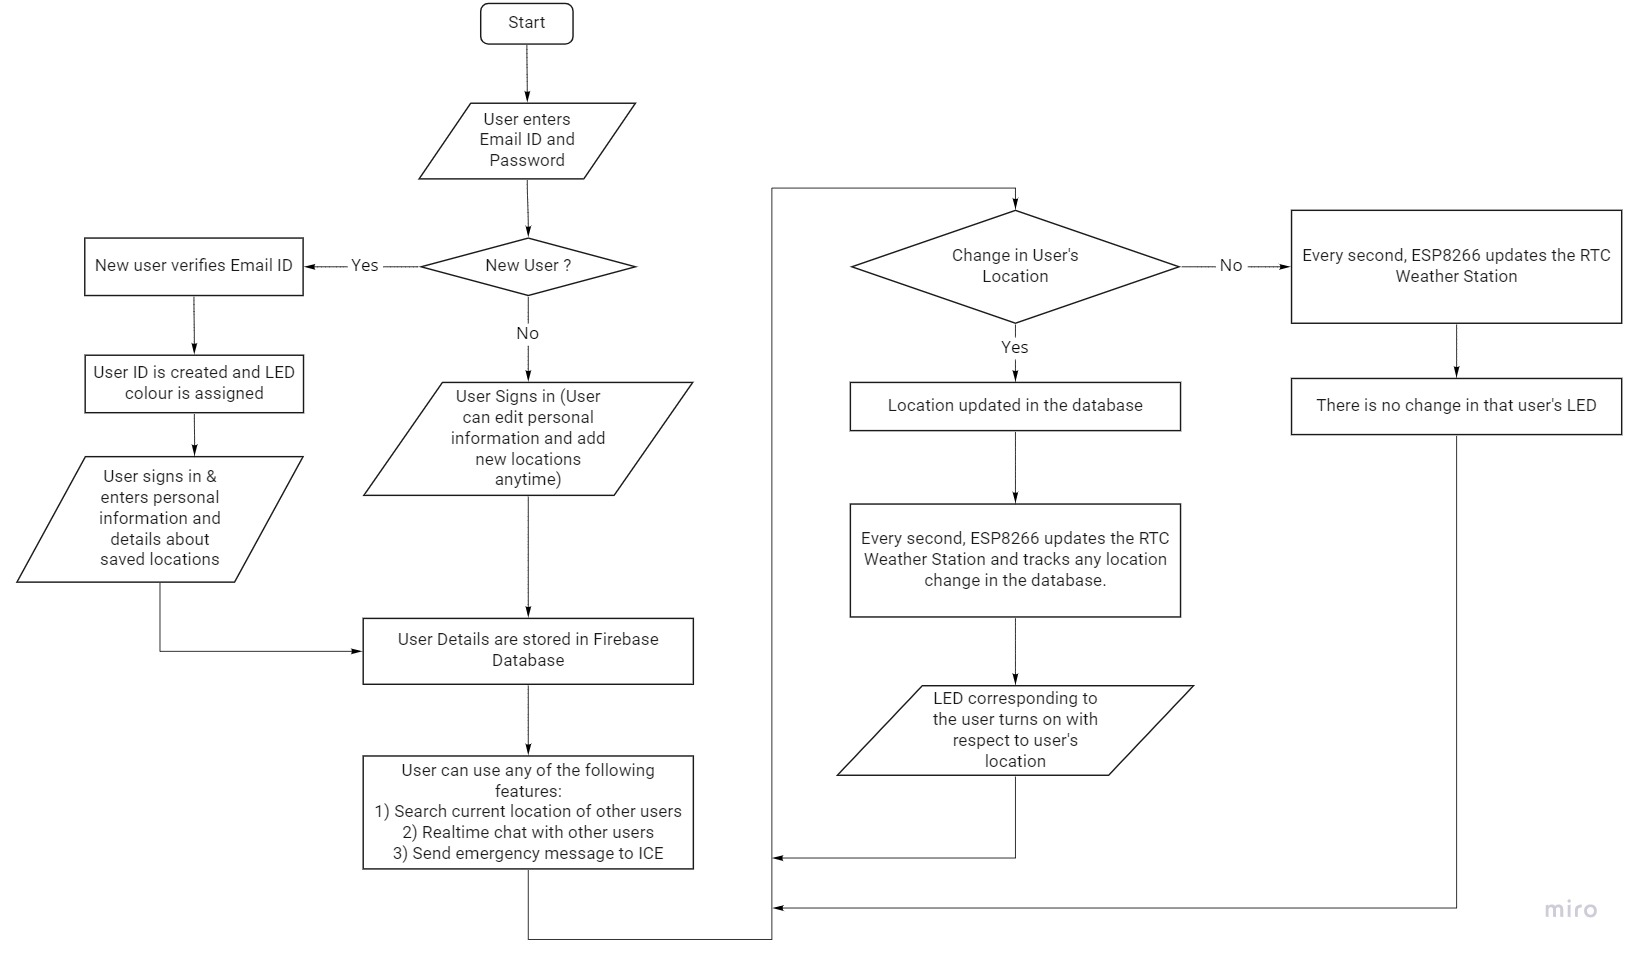 Start
User enters
Email ID and
Password
New User ?
Yes
New user verifies Email ID
User ID is created and LED
colour is assigned
User signs in &
enters personal
information and
details about
saved locations
No
User Signs in (User
can edit personal
information and add
new locations
anytime)
User Details are stored in Firebase
Database
User can use any of the following
features:
1) Search current location of other users
2) Realtime chat with other users
3) Send emergency message to ICE
Change in User's
Location
Yes
Location updated in the database
Every second, ESP8266 updates the RTC
Weather Station and tracks any location
change in the database.
LED corresponding to
the user turns on with
respect to user's
location
No
Every second, ESP8266 updates the RTC
Weather Station
There is no change in that user's LED
miro